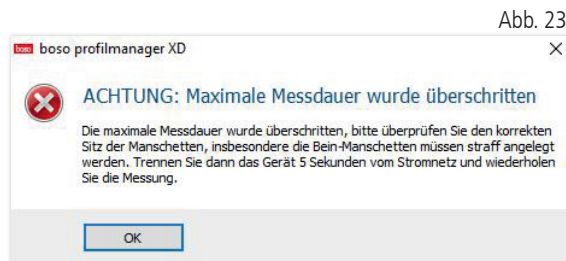 Abb. 23
boso boso profilmanager XD
ACHTUNG: Maximale Messdauer wurde überschritten
Die maximale Messdauer wurde überschritten, bitte überprüfen Sie den korrekten
Sitz der Manschetten, insbesondere die Bein-Manschetten müssen straff angelegt
werden. Trennen Sie dann das Gerät 5 Sekunden vom Stromnetz und wiederholen
Sie die Messung.
OK